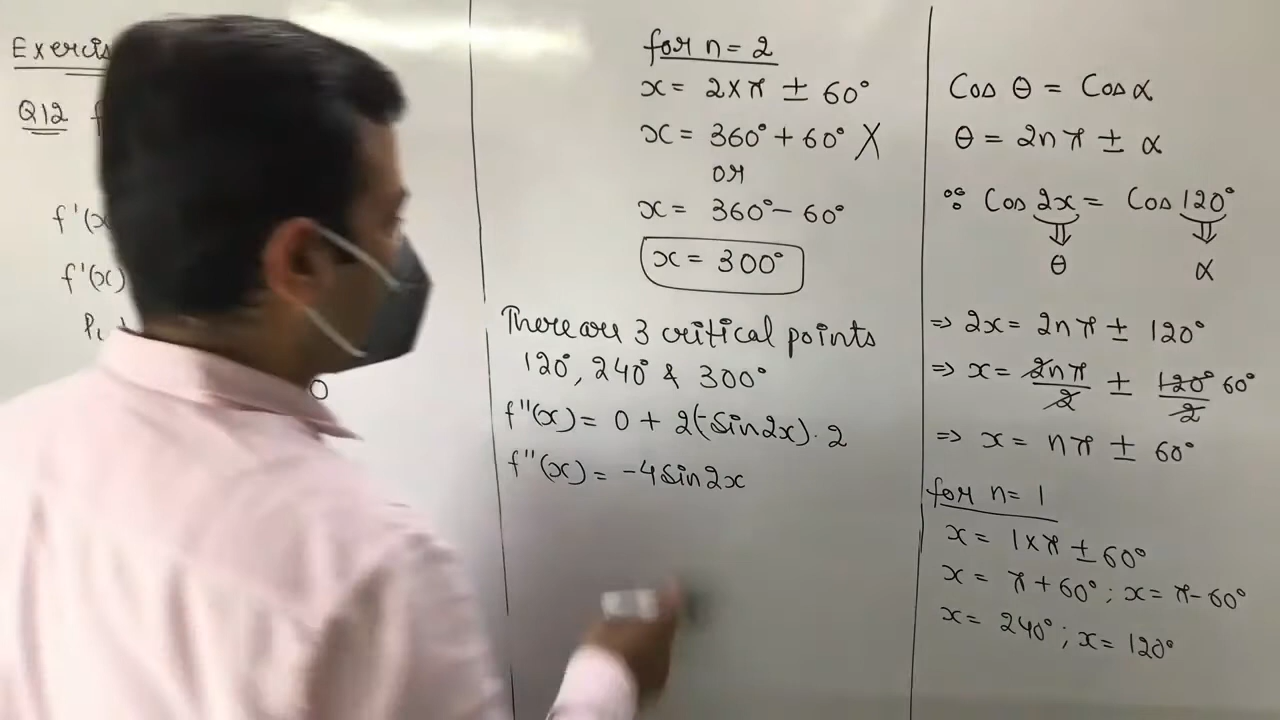 Exercis
Q12 f
f'(x
f'(x)
0
for n = 2
x = 2×π ± 60°
x = 360° + 60° X
or
x = 360° - 60°
x = 300°
There are 3 critical points
120°, 240° & 300°
f"(x) = 0 + 2(-sin2x).2
f"(x) = -4sin2x
Cos θ = Cos α
θ = 2nπ ± α
∵ Cos 2x = Cos 120°
⇓ ⇓
θ α
⇒ 2x = 2nπ ± 120°
⇒ x = 2nπ/2 ± 120°/2 60°
⇒ x = nπ ± 60°
for n = 1
x = 1×π ± 60°
x = π + 60° ; x = π - 60°
x = 240° ; x = 120°